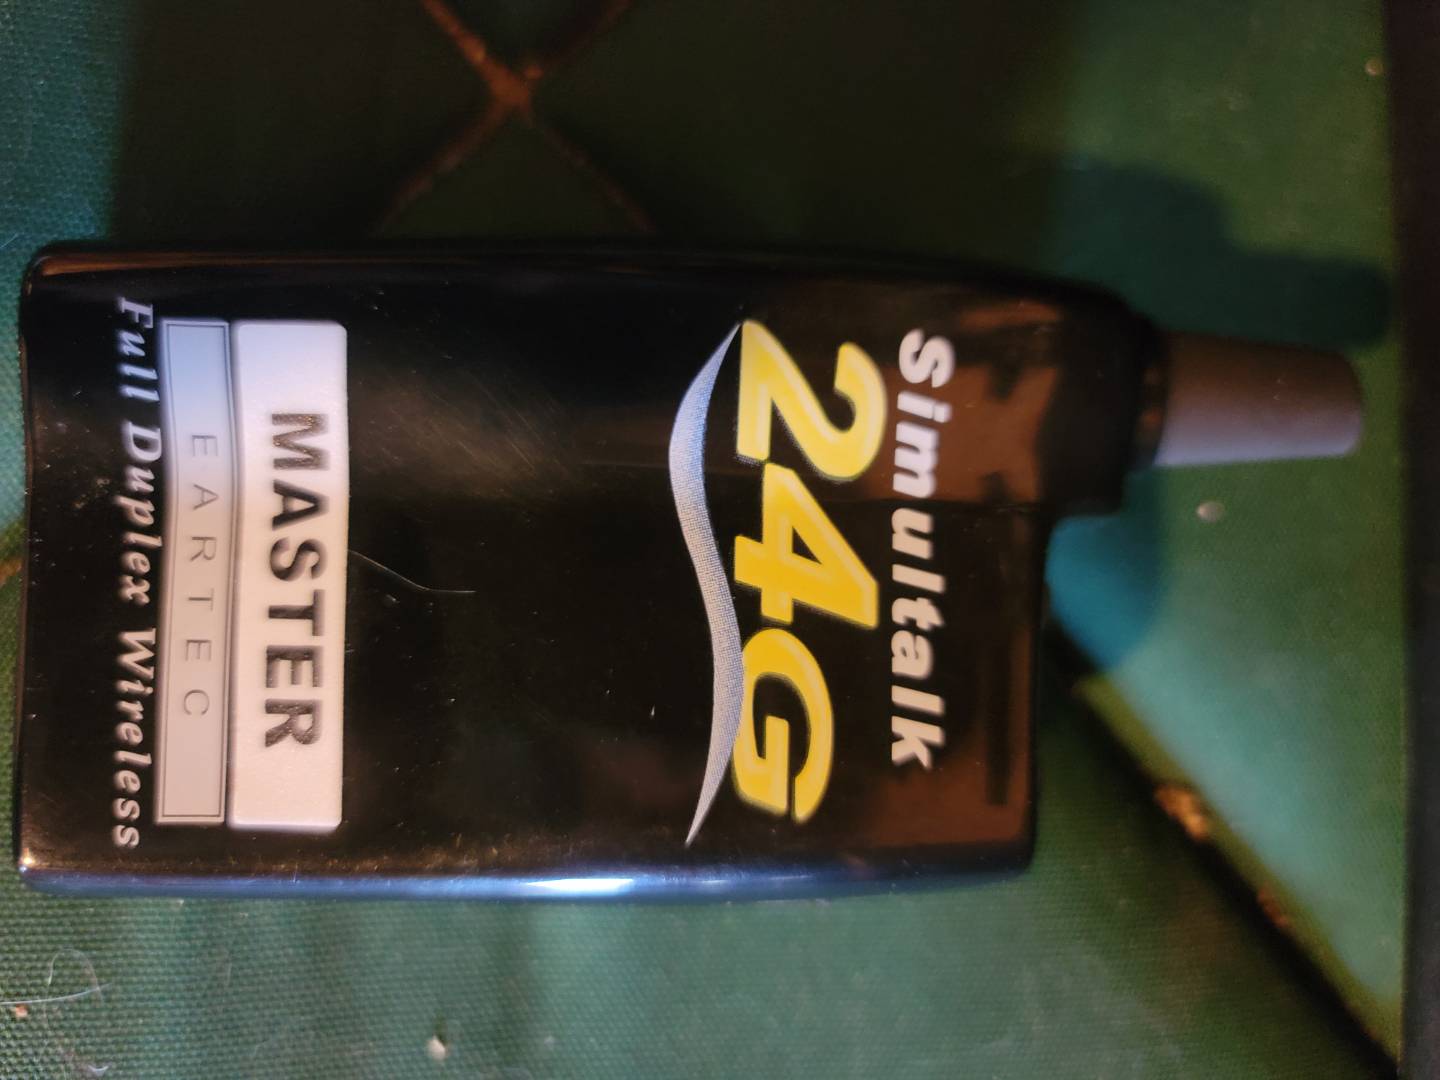 Simultalk
24G
MASTER
EARTEC
Full Duplex Wireless